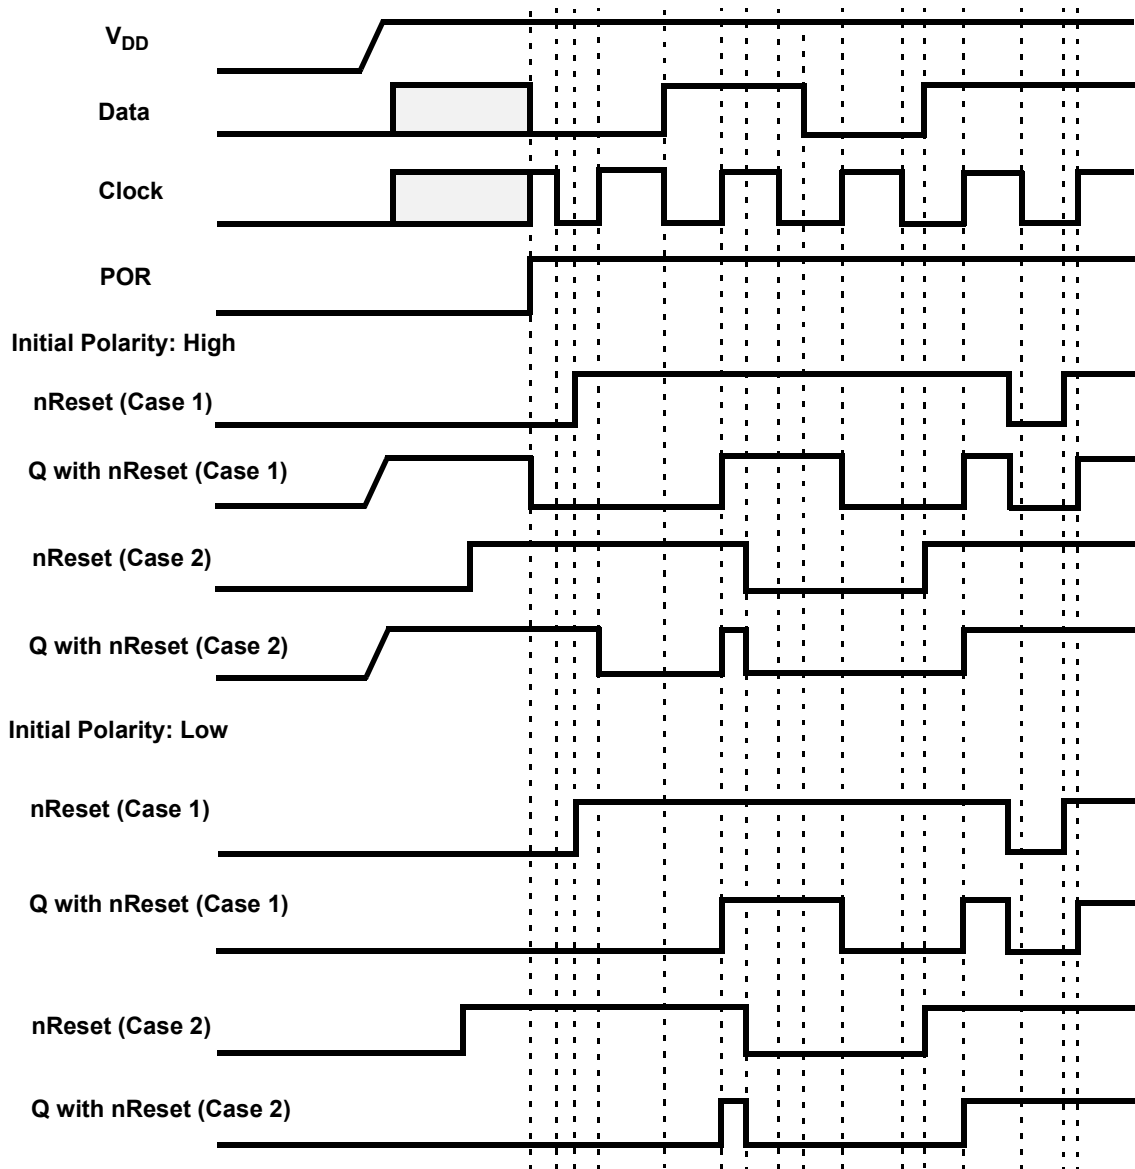 VDD
Data
Clock
POR
Initial Polarity: High
nReset (Case 1)
Q with nReset (Case 1)
nReset (Case 2)
Q with nReset (Case 2)
Initial Polarity: Low
nReset (Case 1)
Q with nReset (Case 1)
nReset (Case 2)
Q with nReset (Case 2)